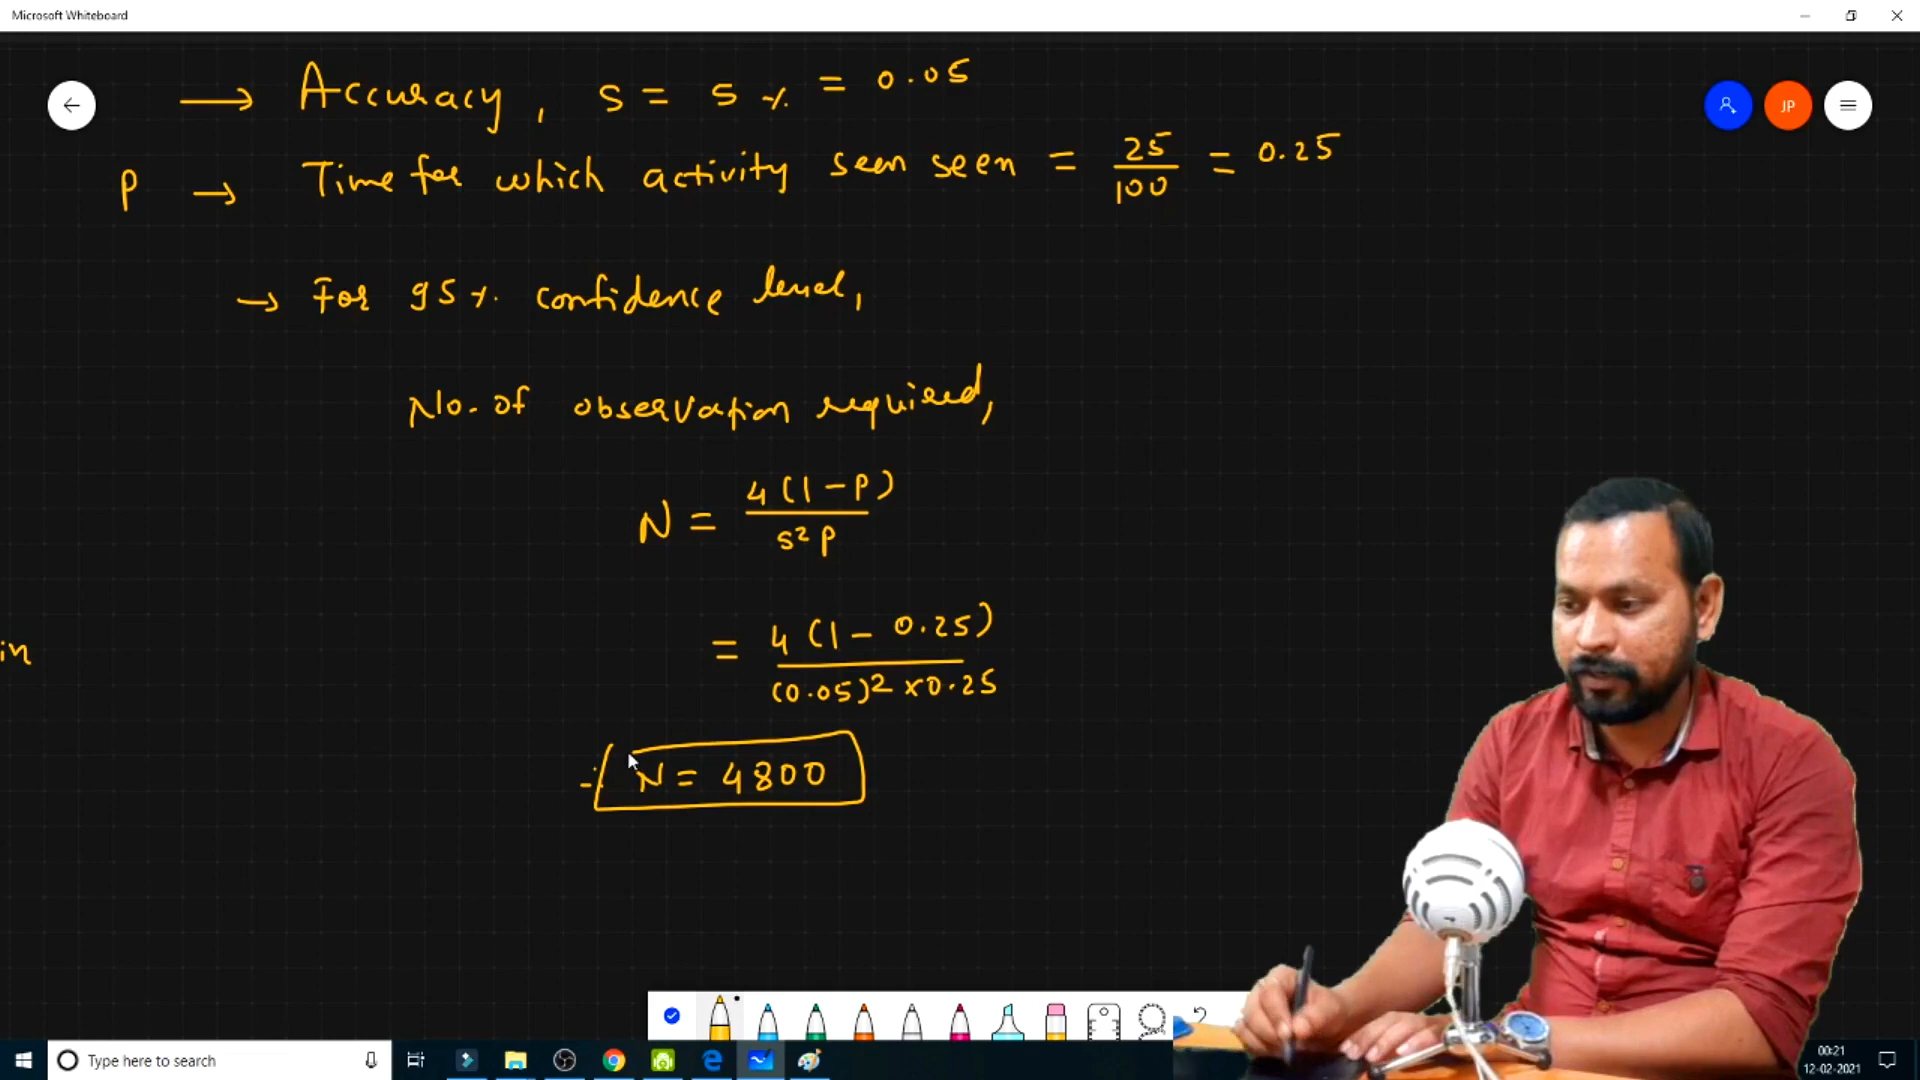 Microsoft Whiteboard
→ Accuracy, s = 5 % = 0.05
JP
P → Time for which activity seen seen = 25/100 = 0.25
→ For 95 %. confidence level,
No. of observation required,
N = 4(1-P)/s²P
= 4(1-0.25)/(0.05)²×0.25
in
∴ N = 4800
Type here to search
00:21
12-02-2021